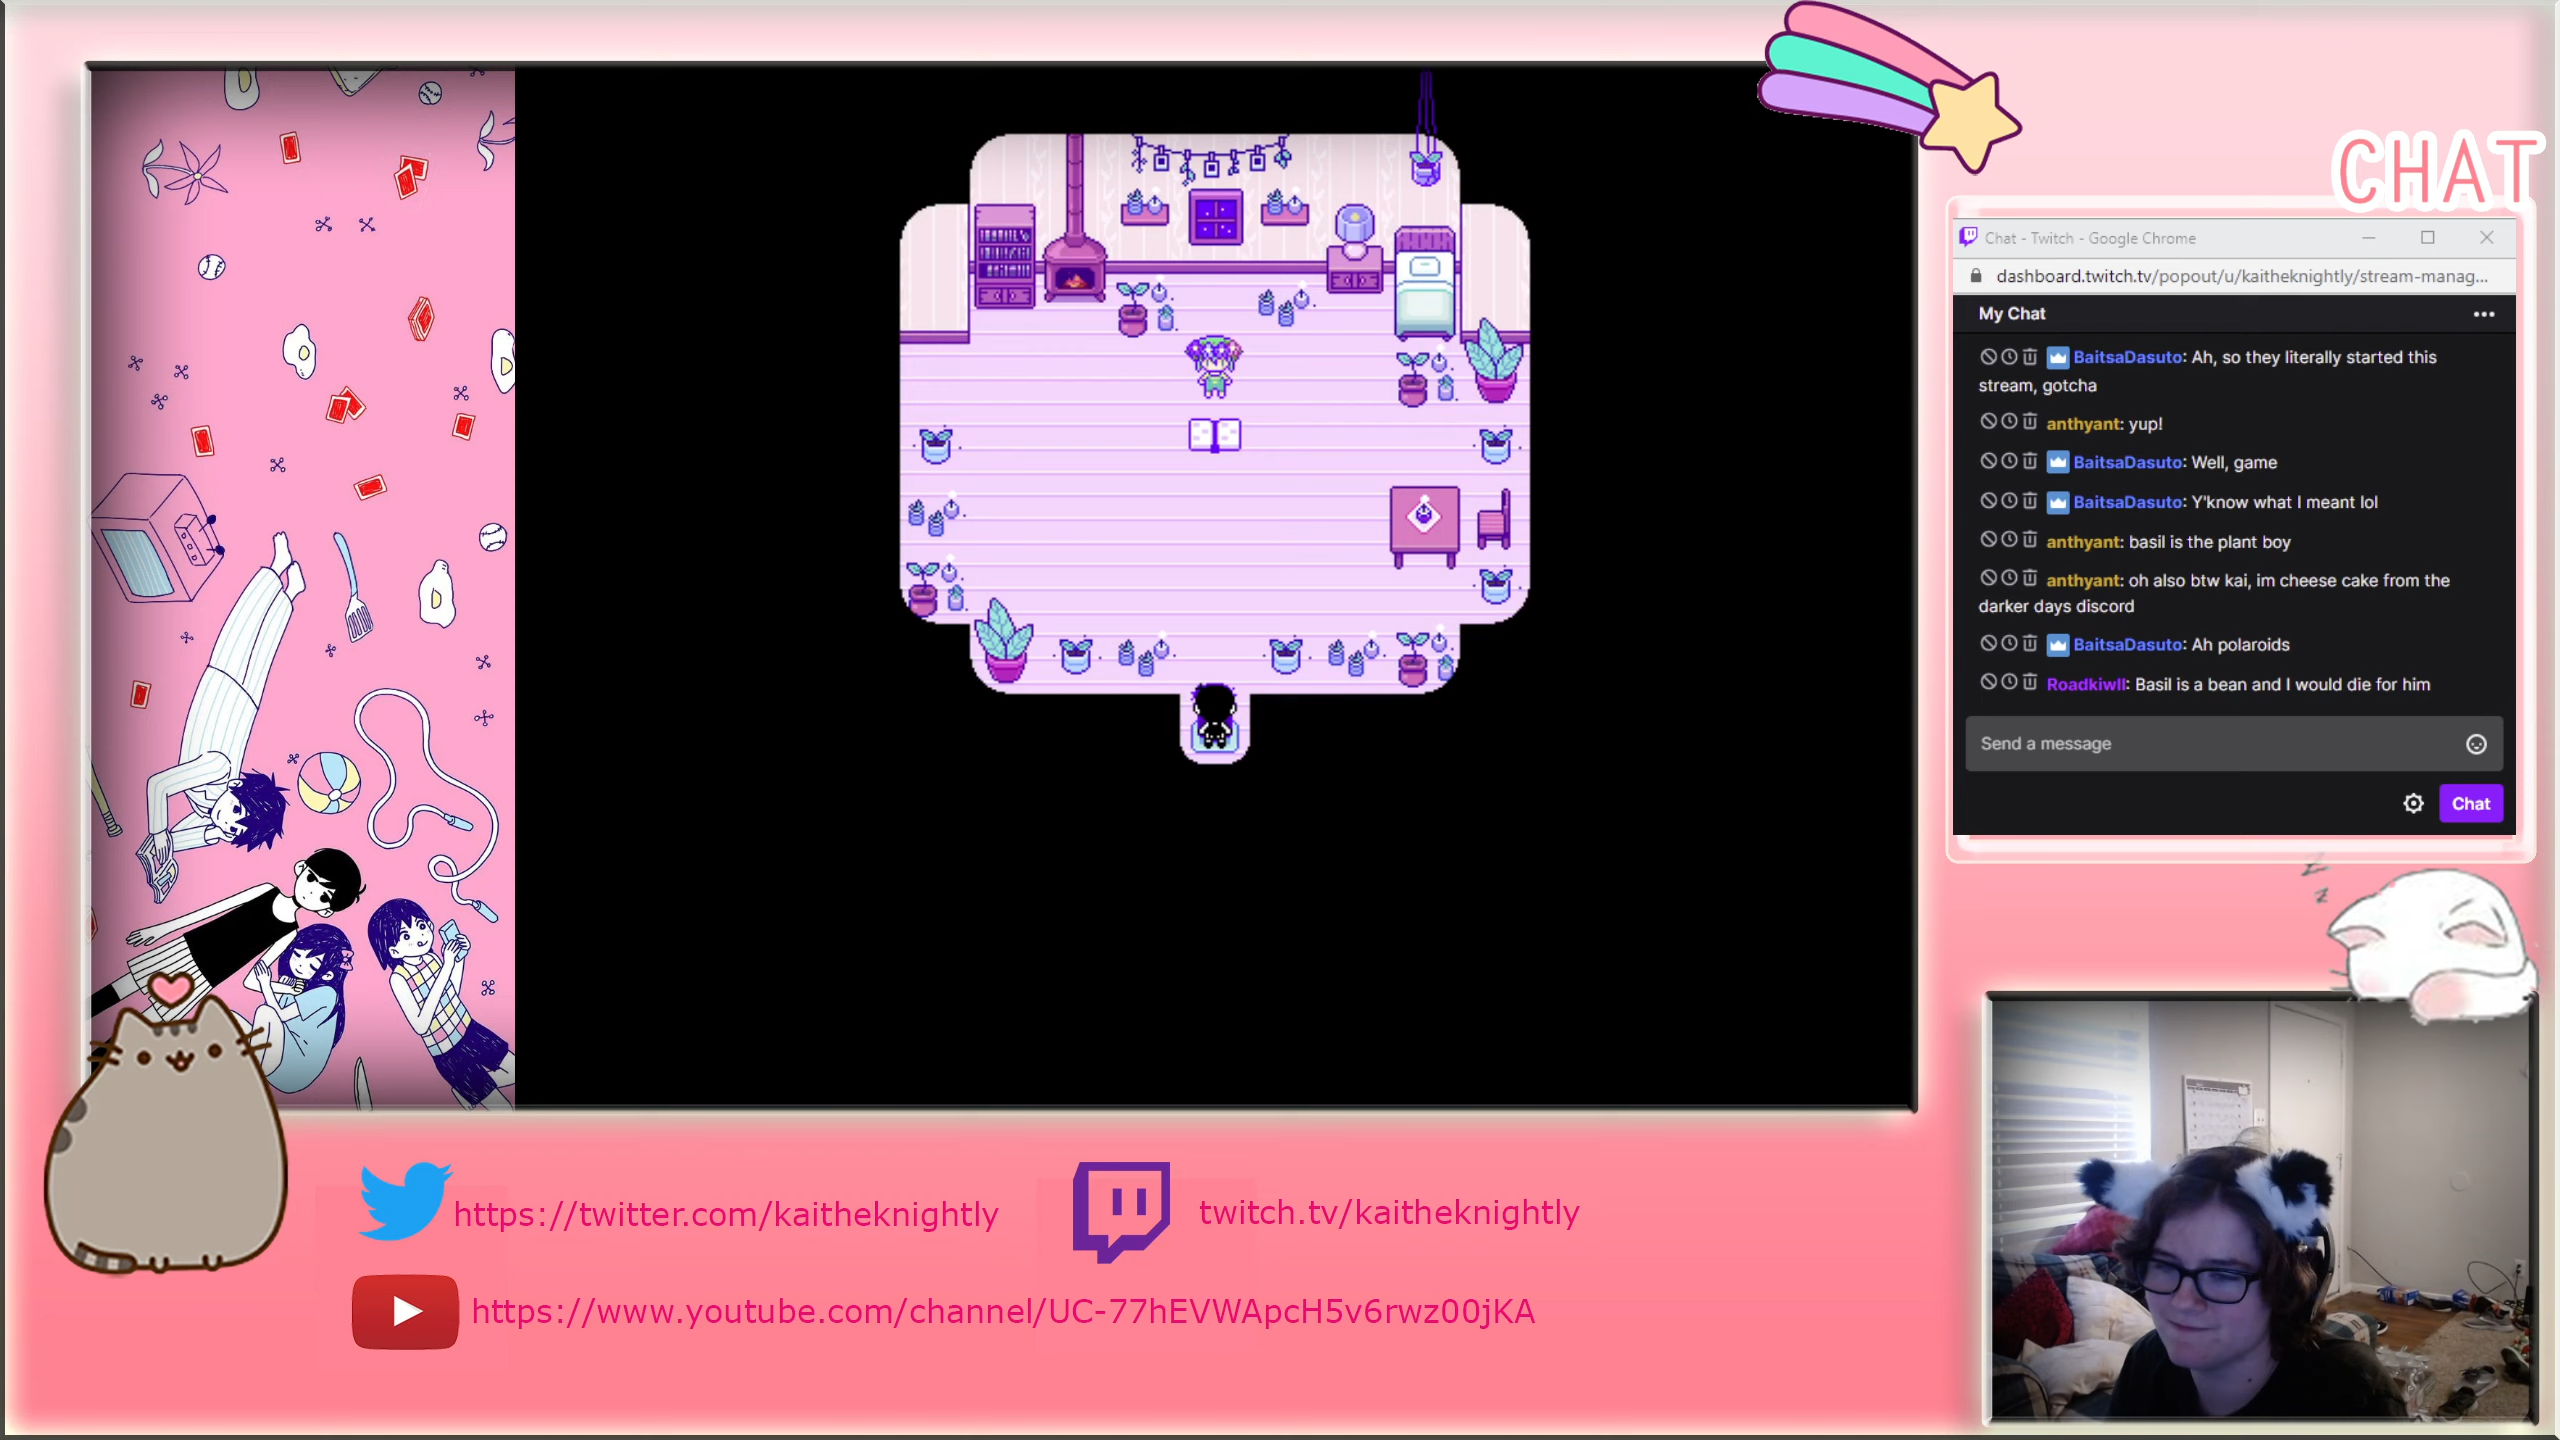 CHAT
Chat - Twitch - Google Chrome
dashboard.twitch.tv/popout/u/kaitheknightly/stream-manag...
My Chat
BaitsaDasuto: Ah, so they literally started this
stream, gotcha
anthyant: yup!
BaitsaDasuto: Well, game
BaitsaDasuto: Y'know what I meant lol
anthyant: basil is the plant boy
anthyant: oh also btw kai, im cheese cake from the
darker days discord
BaitsaDasuto: Ah polaroids
Roadkiwll: Basil is a bean and I would die for him
Send a message
Chat
z
z
https://twitter.com/kaitheknightly
twitch.tv/kaitheknightly
https://www.youtube.com/channel/UC-77hEVWApcH5v6rwz00jKA